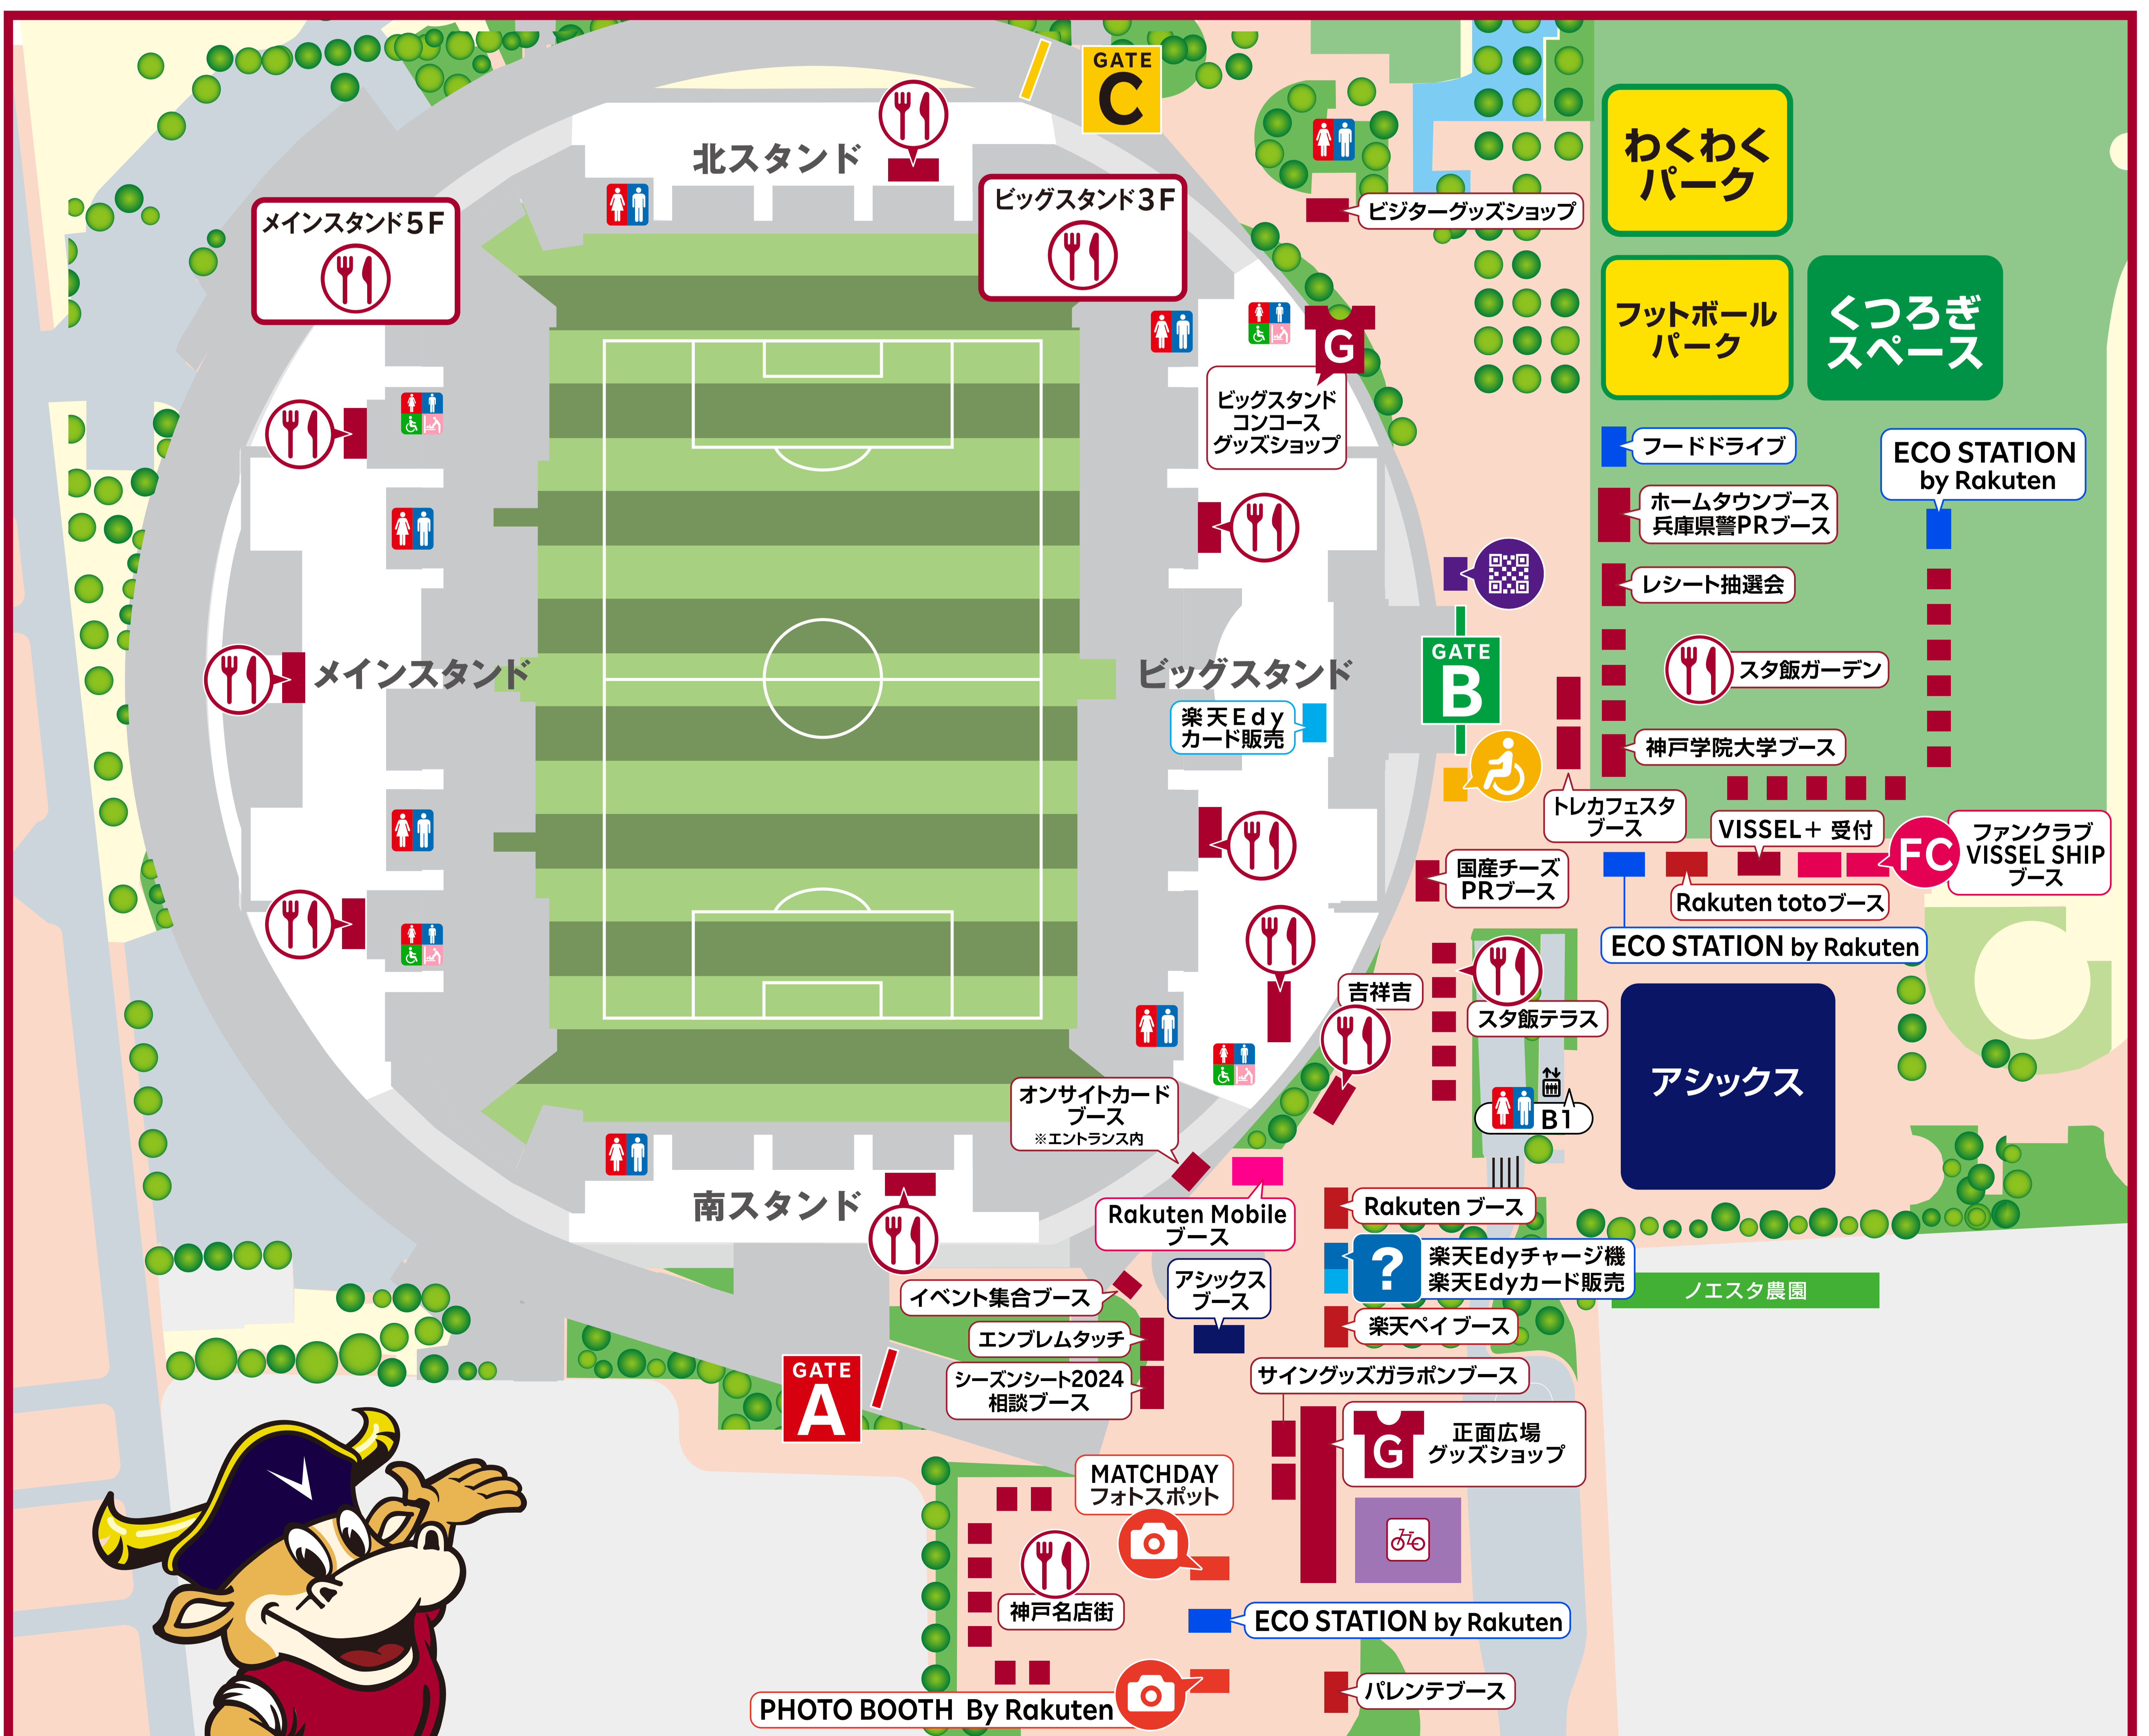 GATE
C
北スタンド
メインスタンド5F
ビッグスタンド3F
ビジターグッズショップ
わくわく
パーク
フットボール
パーク
くつろぎ
スペース
G
ビッグスタンド
コンコース
グッズショップ
フードドライブ
ECO STATION
by Rakuten
ホームタウンブース
兵庫県警PRブース
レシート抽選会
メインスタンド
ビッグスタンド
GATE
B
スタ飯ガーデン
楽天Edy
カード販売
神戸学院大学ブース
トレカフェスタ
ブース
VISSEL+ 受付
FC
ファンクラブ
VISSEL SHIP
ブース
国産チーズ
PRブース
Rakuten totoブース
ECO STATION by Rakuten
吉祥吉
スタ飯テラス
アシックス
B1
オンサイトカード
ブース
※エントランス内
南スタンド
Rakuten Mobile
ブース
Rakuten ブース
?
楽天Edyチャージ機
楽天Edyカード販売
ノエスタ農園
アシックス
ブース
イベント集合ブース
エンブレムタッチ
楽天ペイブース
シーズンシート2024
相談ブース
GATE
A
サイングッズガラポンブース
G
正面広場
グッズショップ
MATCHDAY
フォトスポット
神戸名店街
ECO STATION by Rakuten
PHOTO BOOTH By Rakuten
パレンテブース